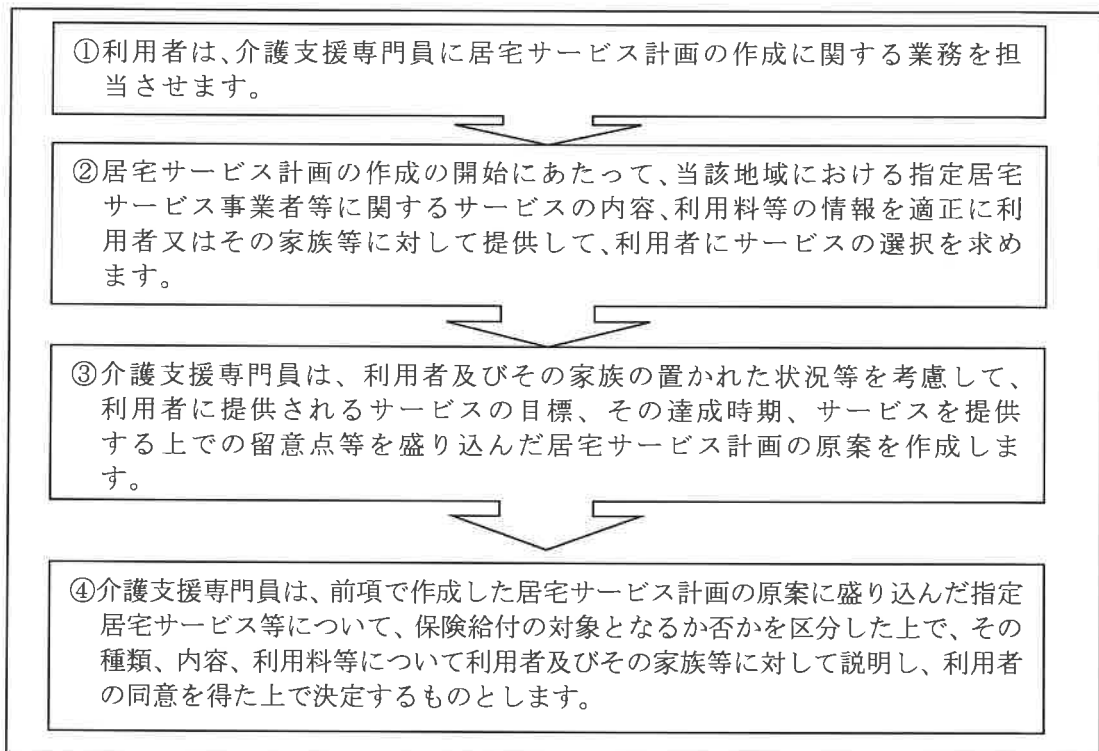 ①利用者は、介護支援専門員に居宅サービス計画の作成に関する業務を担
当させます。
②居宅サービス計画の作成の開始にあたって、当該地域における指定居宅
サービス事業者等に関するサービスの内容、利用料等の情報を適正に利
用者又はその家族等に対して提供して、利用者にサービスの選択を求め
ます。
③介護支援専門員は、利用者及びその家族の置かれた状況等を考慮して、
利用者に提供されるサービスの目標、その達成時期、サービスを提供
する上での留意点等を盛り込んだ居宅サービス計画の原案を作成しま
す。
④介護支援専門員は、前項で作成した居宅サービス計画の原案に盛り込んだ指定
居宅サービス等について、保険給付の対象となるか否かを区分した上で、その
種類、内容、利用料等について利用者及びその家族等に対して説明し、利用者
の同意を得た上で決定するものとします。